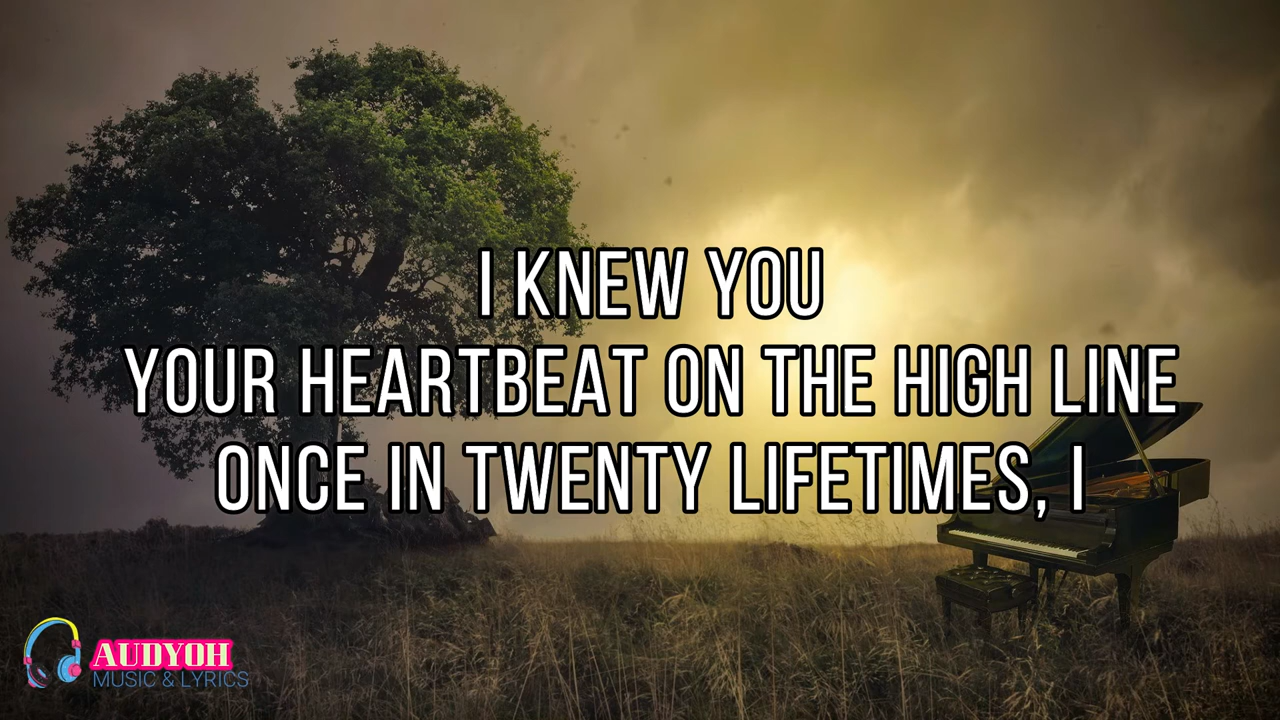 I KNEW YOU
YOUR HEARTBEAT ON THE HIGH LINE
ONCE IN TWENTY LIFETIMES, I
AUDYOH
MUSIC & LYRICS